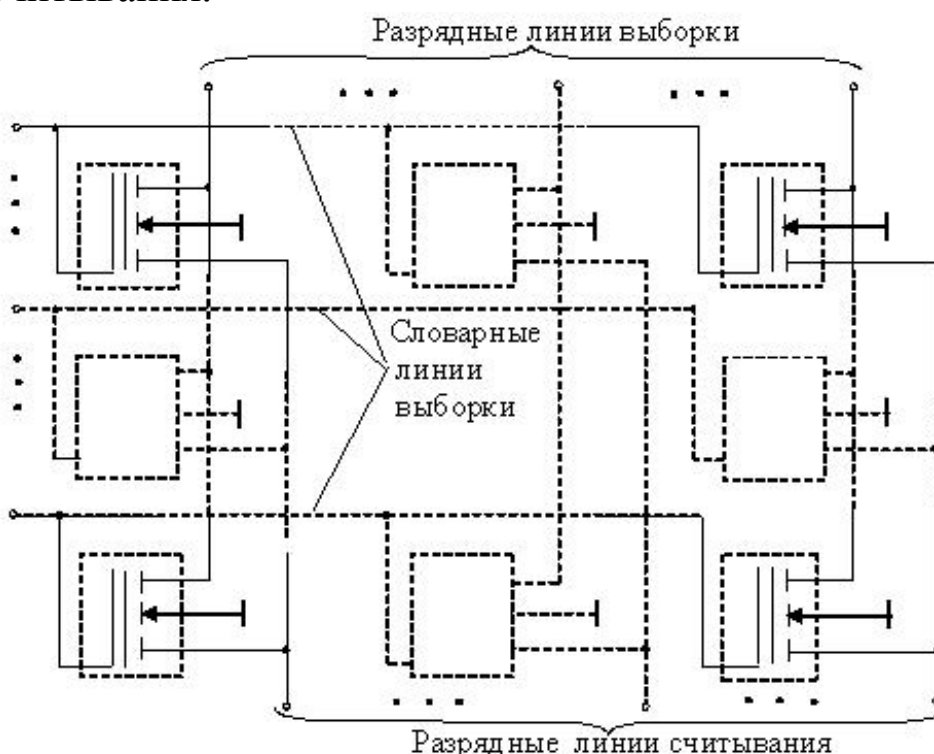 Разрядные линии выборки
Словарные
линии
выборки
Разрядные линии считывания